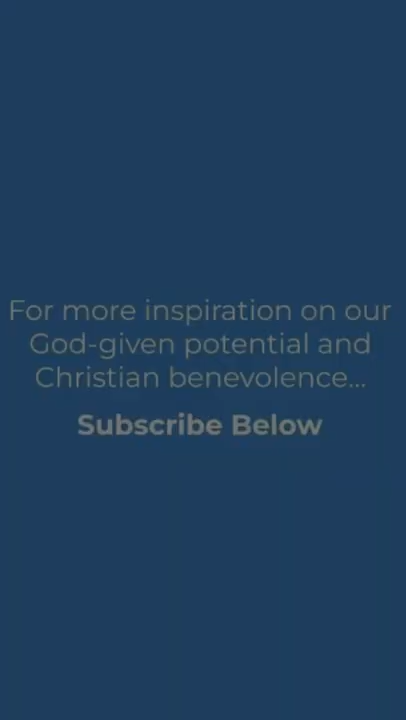 For more inspiration on our
God-given potential and
Christian benevolence...
Subscribe Below